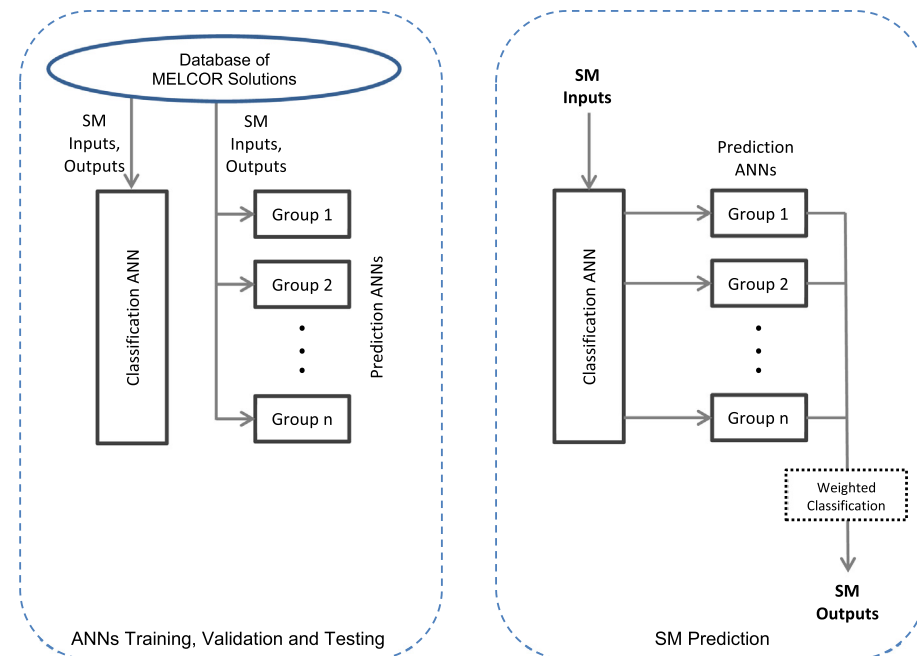 Database of
MELCOR Solutions
SM
Inputs,
Outputs
SM
Inputs,
Outputs
Classification ANN
Group 1
Group 2
Group n
Prediction ANNs
ANNs Training, Validation and Testing
SM
Inputs
Prediction
ANNs
Classification ANN
Group 1
Group 2
Group n
Weighted
Classification
SM
Outputs
SM Prediction